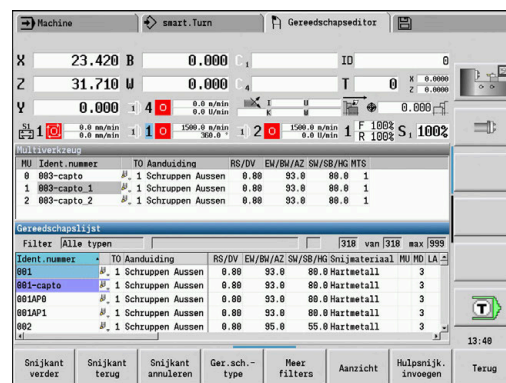 Machine smart.Turn Gereedschapseditor
X 23.420 B 0.000 C 1 ID 0
Z 31.710 W 0.000 C 4 T 0 X 0.0000 Z 0.0000
Y 0.000 4 0 0.0 m/min 0.0 U/min I U K W 0.000
S1 1 0.0 mm/min 0.0 mm/min 1 0 1500.0 °/min 360.0 ° 2 0 1500.0 m/min 0.0 U/min 1 F 100% R 100% S1 100%
Multiverkzeug
MU Ident.nummer TO Aanduiding RS/DV EW/BW/AZ SW/SB/HG MTS
0 003-capto 1 Schruppen Aussen 0.80 93.0 80.0 1
1 003-capto_1 1 Schruppen Aussen 0.80 93.0 80.0 1
2 003-capto_2 1 Schruppen Aussen 0.80 93.0 80.0 1
Gereedschapslijst
Filter Alle typen 318 van 318 max 999
Ident.nummer TO Aanduiding RS/DV EW/BW/AZ SW/SB/HG Snijmateriaal MU MD LA
001 1 Schruppen Aussen 0.80 93.0 80.0 Hartmetall 3
001-capto 1 Schruppen Aussen 0.80 93.0 80.0 Hartmetall 3
001AP0 1 Schruppen Aussen 0.80 93.0 80.0 Hartmetall 3
001AP1 1 Schruppen Aussen 0.80 93.0 80.0 Hartmetall 3
002 1 Schruppen Aussen 0.80 95.0 55.0 Hartmetall 3
T
13:40
Snijkant verder
Snijkant terug
Snijkant annuleren
Ger.sch.-type
Meer filters
Aanzicht
Hulpsnijk. invoegen
Terug